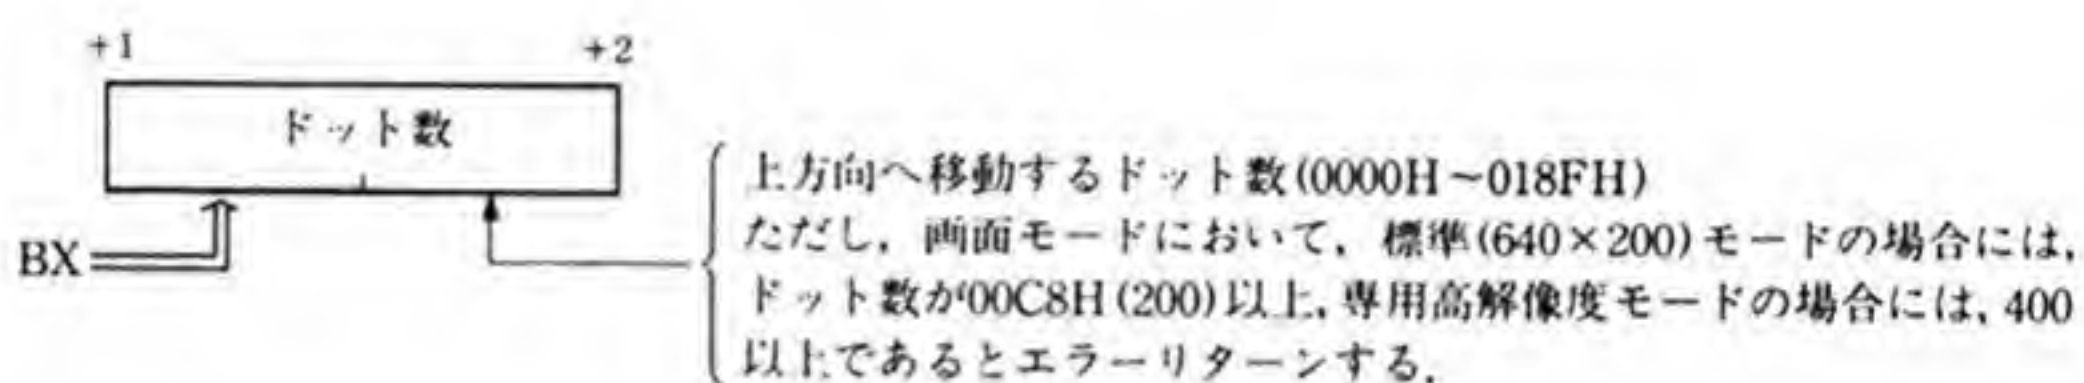 +1 +2
ドット数
BX
上方向へ移動するドット数(0000H~018FH)
ただし,画面モードにおいて,標準(640×200)モードの場合には,
ドット数が00C8H(200)以上,専用高解像度モードの場合には,400
以上であるとエラーリターンする.